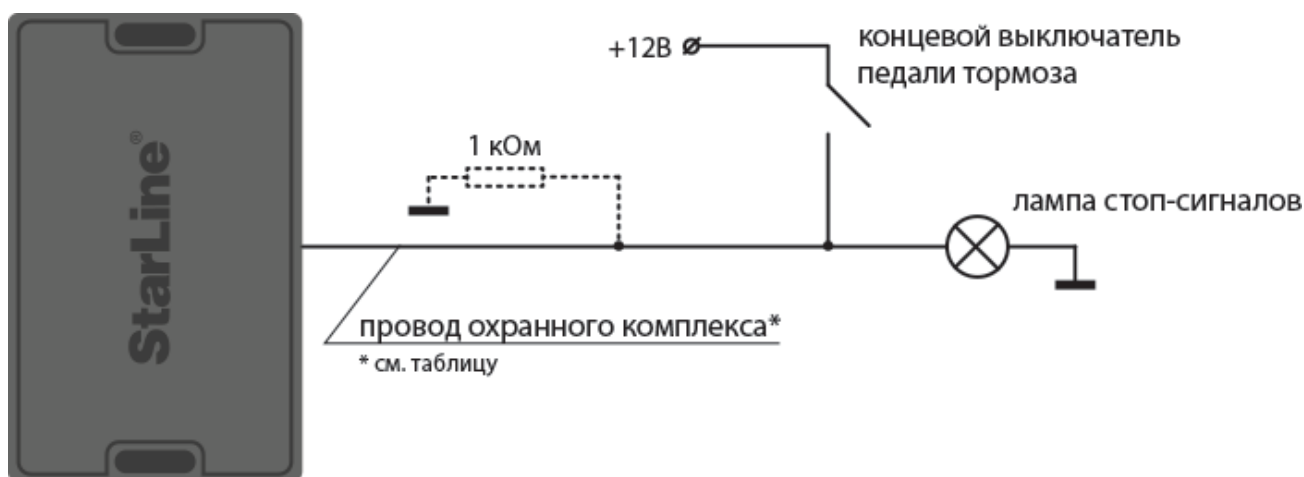 StarLine®
+12В
концевой выключатель
педали тормоза
1 кОм
лампа стоп-сигналов
провод охранного комплекса*
* см. таблицу